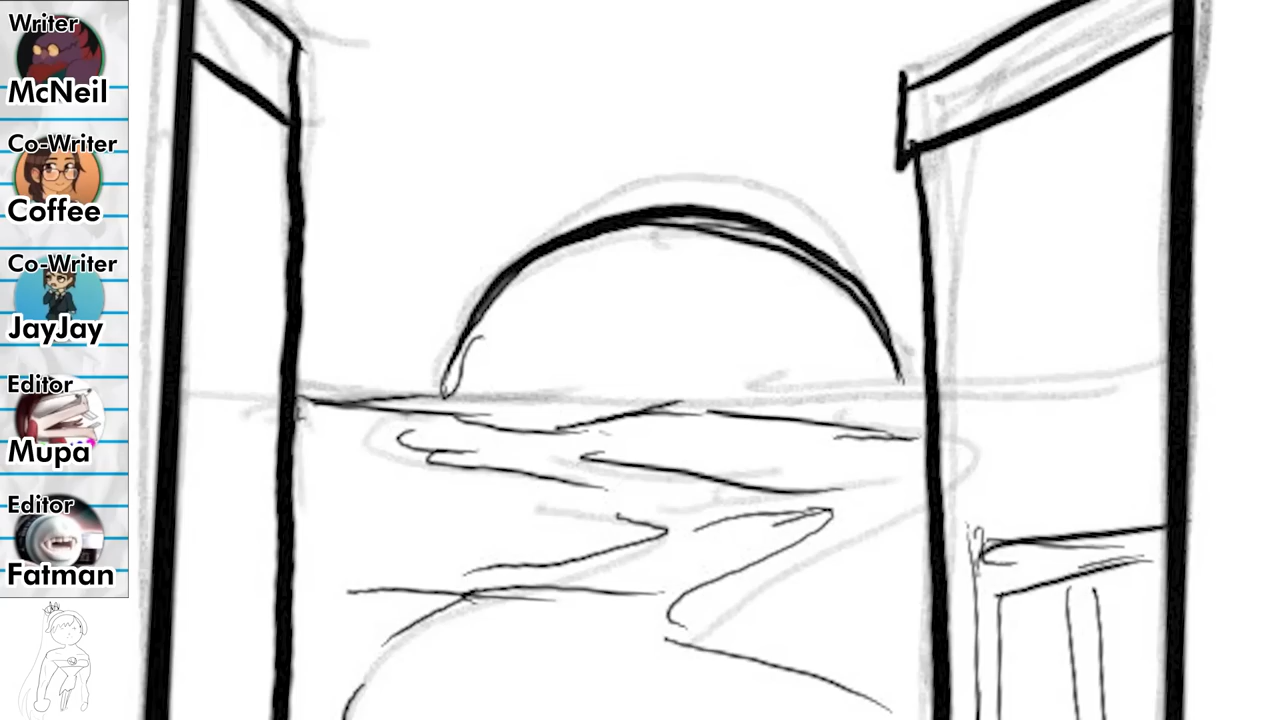 Writer
McNeil
Co-Writer
Coffee
Co-Writer
JayJay
Editor
Mupa
Editor
Fatman